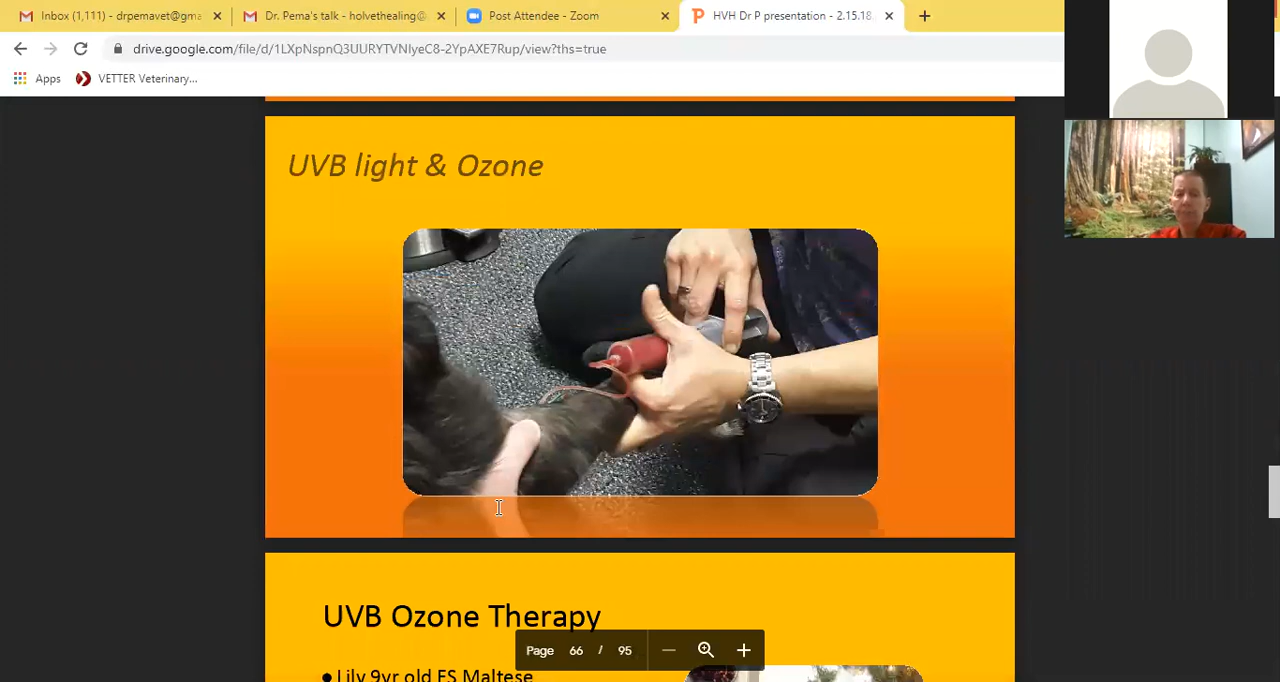 Inbox (1,111) - drpemavet@gma
Dr. Pema's talk - holvethealing@
Post Attendee - Zoom
HVH Dr P presentation - 2.15.18.
drive.google.com/file/d/1LXpNspnQ3UURYTVNIyeC8-2YpAXE7Rup/view?ths=true
Apps
VETTER Veterinary...
UVB light & Ozone
UVB Ozone Therapy
Page 66 / 95
• Lily 9yr old FS Maltese